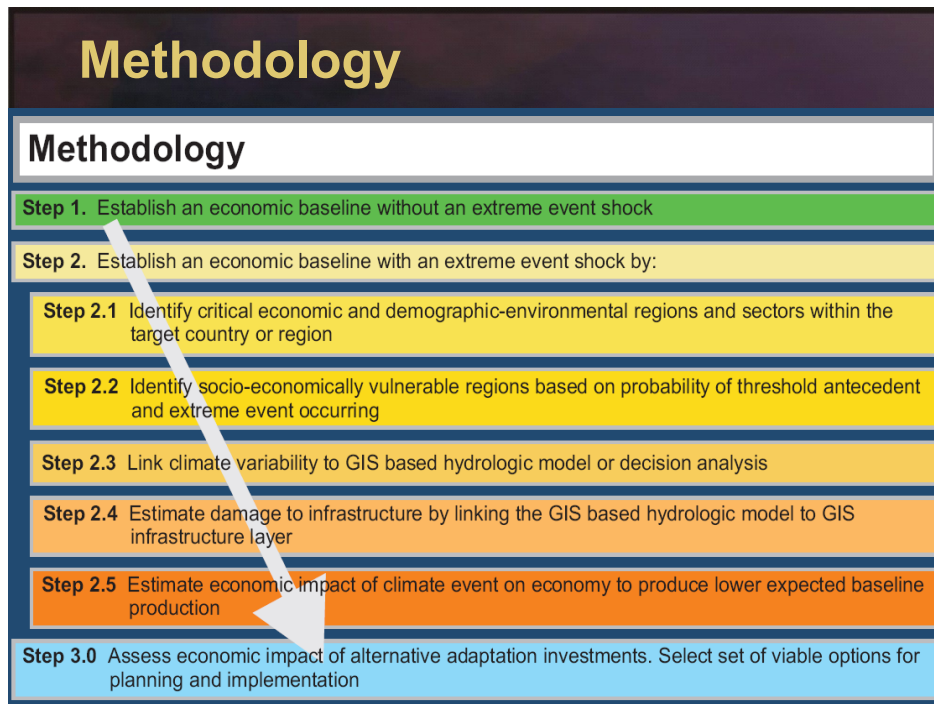 Methodology
Methodology
Step 1. Establish an economic baseline without an extreme event shock
Step 2. Establish an economic baseline with an extreme event shock by:
Step 2.1 Identify critical economic and demographic-environmental regions and sectors within the
target country or region
Step 2.2 Identify socio-economically vulnerable regions based on probability of threshold antecedent
and extreme event occurring
Step 2.3 Link climate variability to GIS based hydrologic model or decision analysis
Step 2.4 Estimate damage to infrastructure by linking the GIS based hydrologic model to GIS
infrastructure layer
Step 2.5 Estimate economic impact of climate event on economy to produce lower expected baseline
production
Step 3.0 Assess economic impact of alternative adaptation investments. Select set of viable options for
planning and implementation